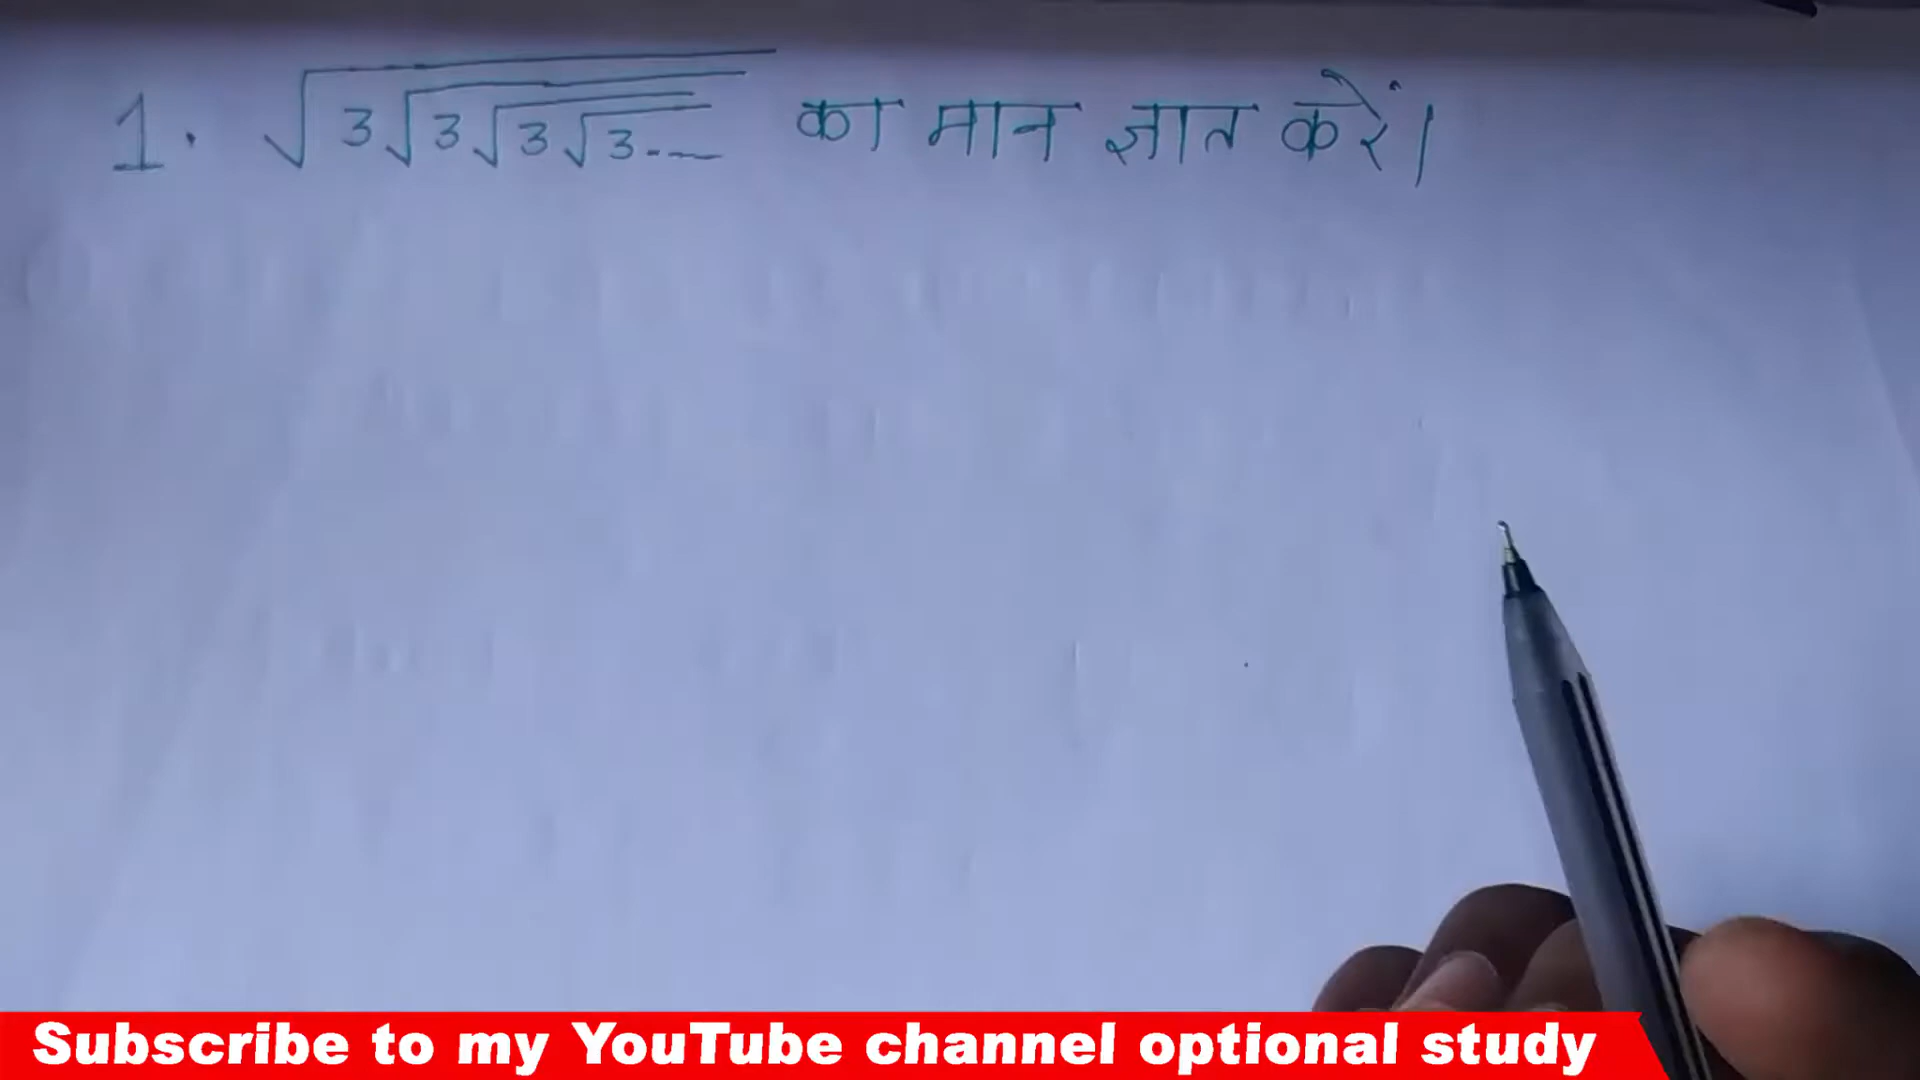 1. √3√3√3√3--- का मान ज्ञात करें।
Subscribe to my YouTube channel optional study